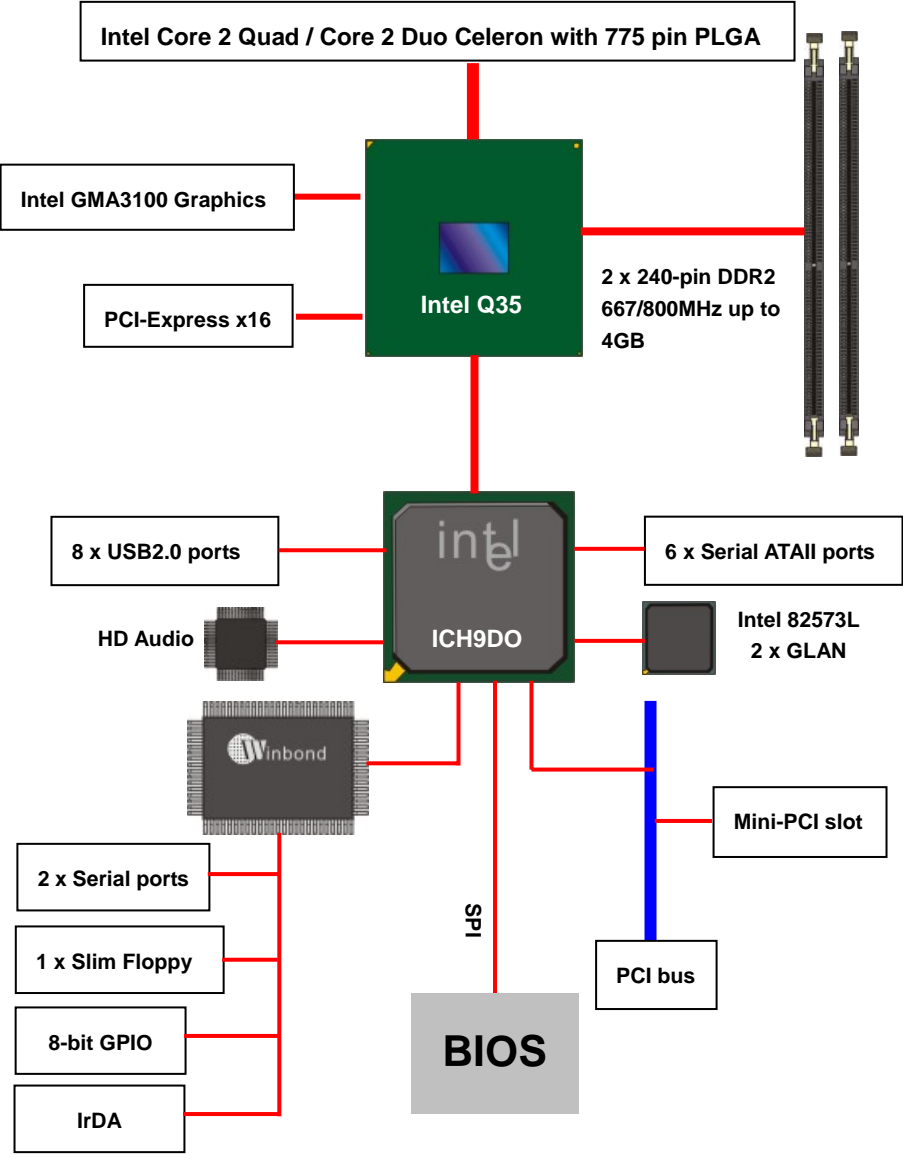 Intel Core 2 Quad / Core 2 Duo Celeron with 775 pin PLGA
Intel GMA3100 Graphics
Intel Q35
PCI-Express x16
2 x 240-pin DDR2
667/800MHz up to
4GB
8 x USB2.0 ports
intel
6 x Serial ATAII ports
HD Audio
ICH9DO
Intel 82573L
2 x GLAN
Winbond
Mini-PCI slot
2 x Serial ports
SPI
1 x Slim Floppy
PCI bus
8-bit GPIO
BIOS
IrDA